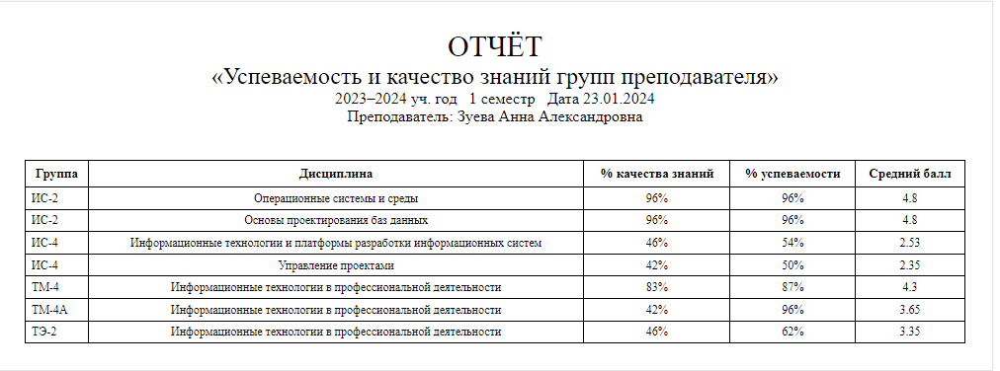 ОТЧЁТ
«Успеваемость и качество знаний групп преподавателя»
2023–2024 уч. год 1 семестр Дата 23.01.2024
Преподаватель: Зуева Анна Александровна
Группа Дисциплина % качества знаний % успеваемости Средний балл
ИС-2 Операционные системы и среды 96% 96% 4.8
ИС-2 Основы проектирования баз данных 96% 96% 4.8
ИС-4 Информационные технологии и платформы разработки информационных систем 46% 54% 2.53
ИС-4 Управление проектами 42% 50% 2.35
ТМ-4 Информационные технологии в профессиональной деятельности 83% 87% 4.3
ТМ-4А Информационные технологии в профессиональной деятельности 42% 96% 3.65
ТЭ-2 Информационные технологии в профессиональной деятельности 46% 62% 3.35